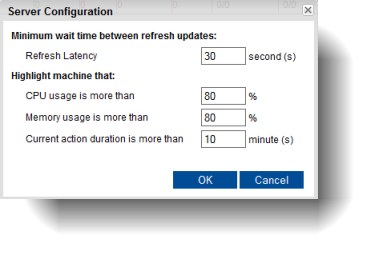 Server Configuration
Minimum wait time between refresh updates:
Refresh Latency 30 second (s)
Highlight machine that:
CPU usage is more than 80 %
Memory usage is more than 80 %
Current action duration is more than 10 minute (s)
OK Cancel